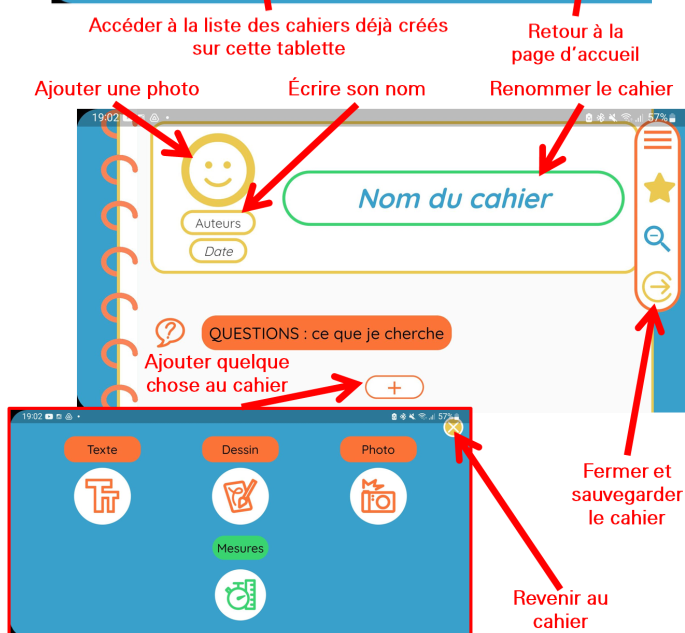 Accéder à la liste des cahiers déjà créés
sur cette tablette
Retour à la
page d'accueil
Ajouter une photo
Écrire son nom
Renommer le cahier
19:02
57%
Nom du cahier
Auteurs
Date
QUESTIONS : ce que je cherche
Ajouter quelque
chose au cahier
+
19:02
57%
Texte
Dessin
Photo
Mesures
Fermer et
sauvegarder
le cahier
Revenir au
cahier